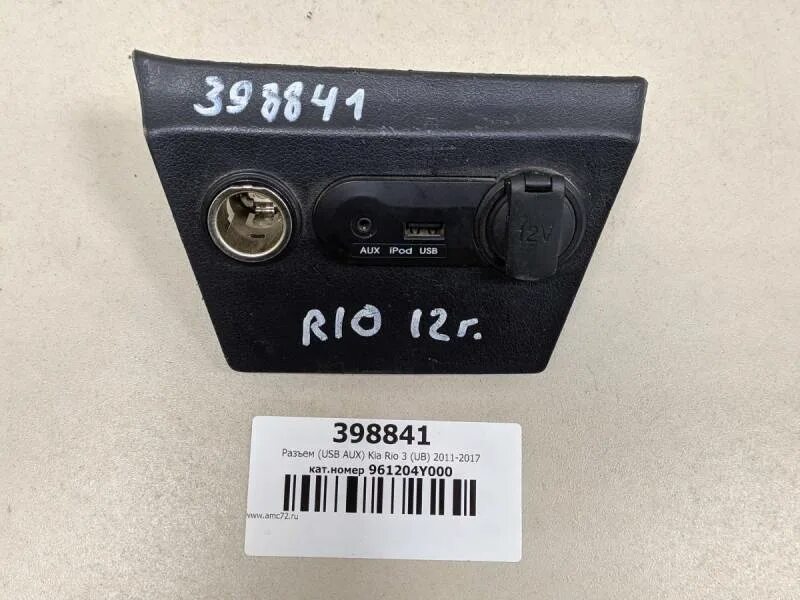 398841
AUX iPod USB
12V
RIO 12г.
398841
Разъем (USB AUX) Kia Rio 3 (UB) 2011-2017
кат.номер 961204Y000
www.amc72.ru